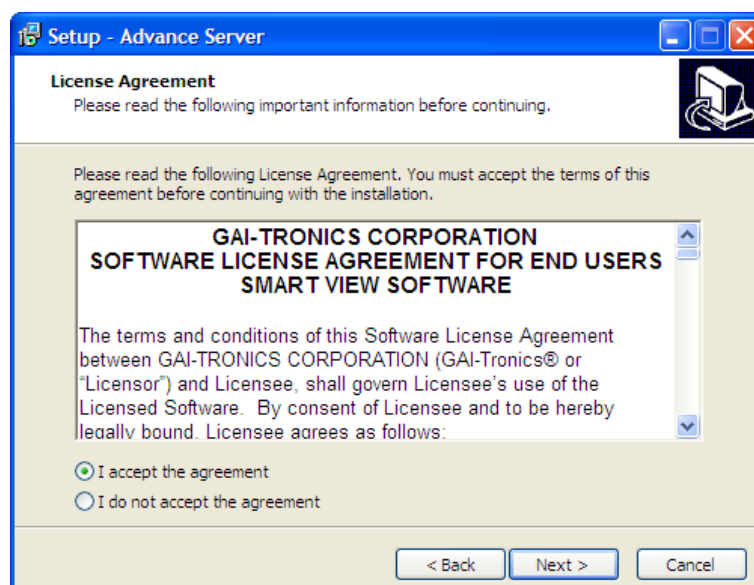 Setup - Advance Server
License Agreement
Please read the following important information before continuing.
Please read the following License Agreement. You must accept the terms of this
agreement before continuing with the installation.
GAI-TRONICS CORPORATION
SOFTWARE LICENSE AGREEMENT FOR END USERS
SMART VIEW SOFTWARE
The terms and conditions of this Software License Agreement
between GAI-TRONICS CORPORATION (GAI-Tronics® or
“Licensor”) and Licensee, shall govern Licensee’s use of the
Licensed Software.  By consent of Licensee and to be hereby
legally bound, Licensee agrees as follows:
I accept the agreement
I do not accept the agreement
< Back
Next >
Cancel